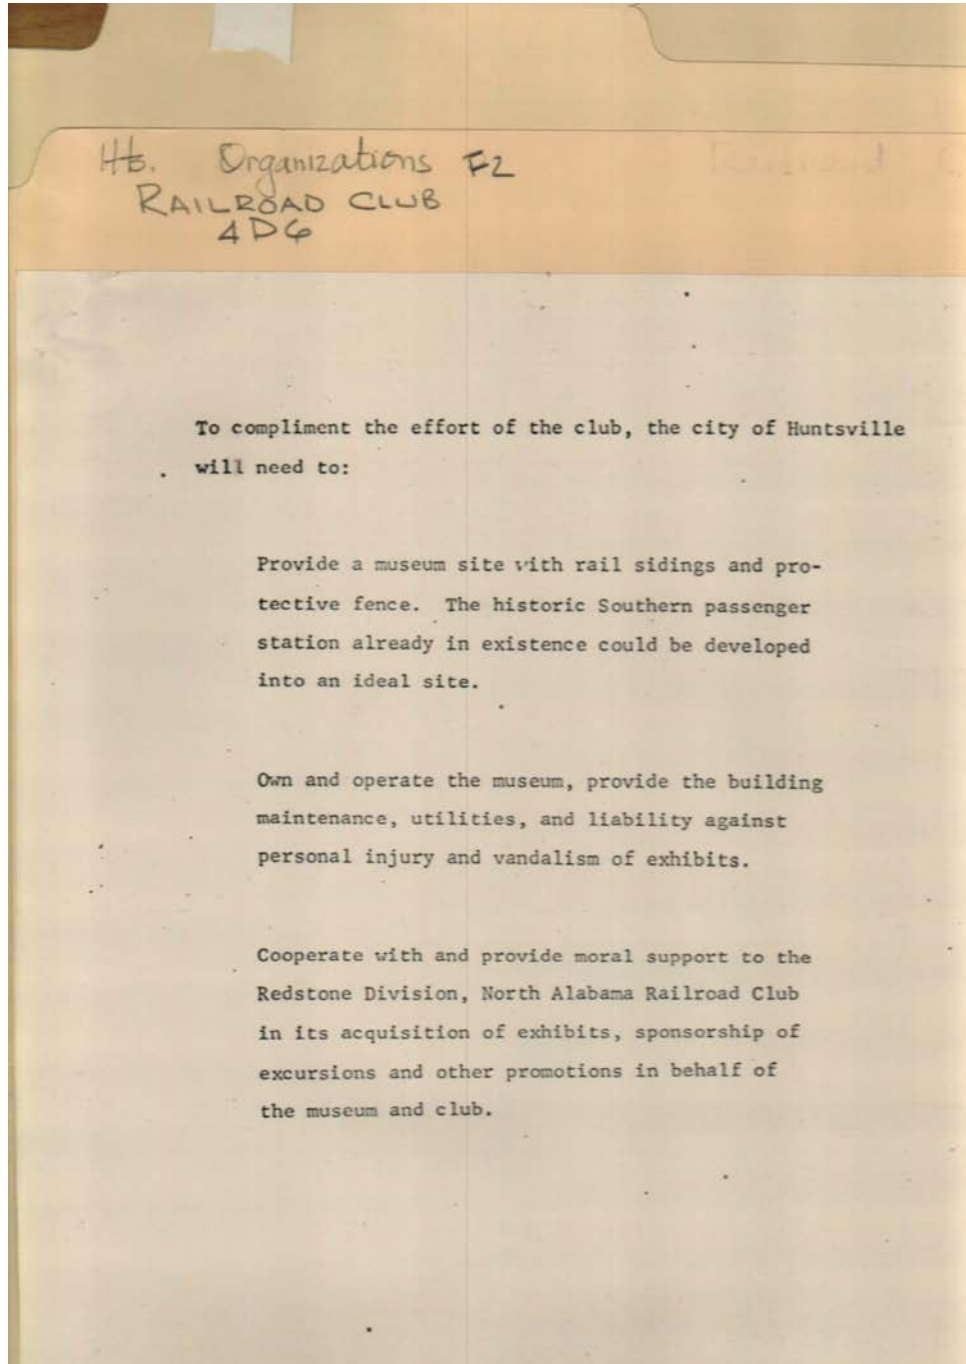 Hb. Organizations F2
RAILROAD CLUB
4D6
Railroad C
To compliment the effort of the club, the city of Huntsville
will need to:
Provide a museum site with rail sidings and pro-
tective fence. The historic Southern passenger
station already in existence could be developed
into an ideal site.
Own and operate the museum, provide the building
maintenance, utilities, and liability against
personal injury and vandalism of exhibits.
Cooperate with and provide moral support to the
Redstone Division, North Alabama Railroad Club
in its acquisition of exhibits, sponsorship of
excursions and other promotions in behalf of
the museum and club.